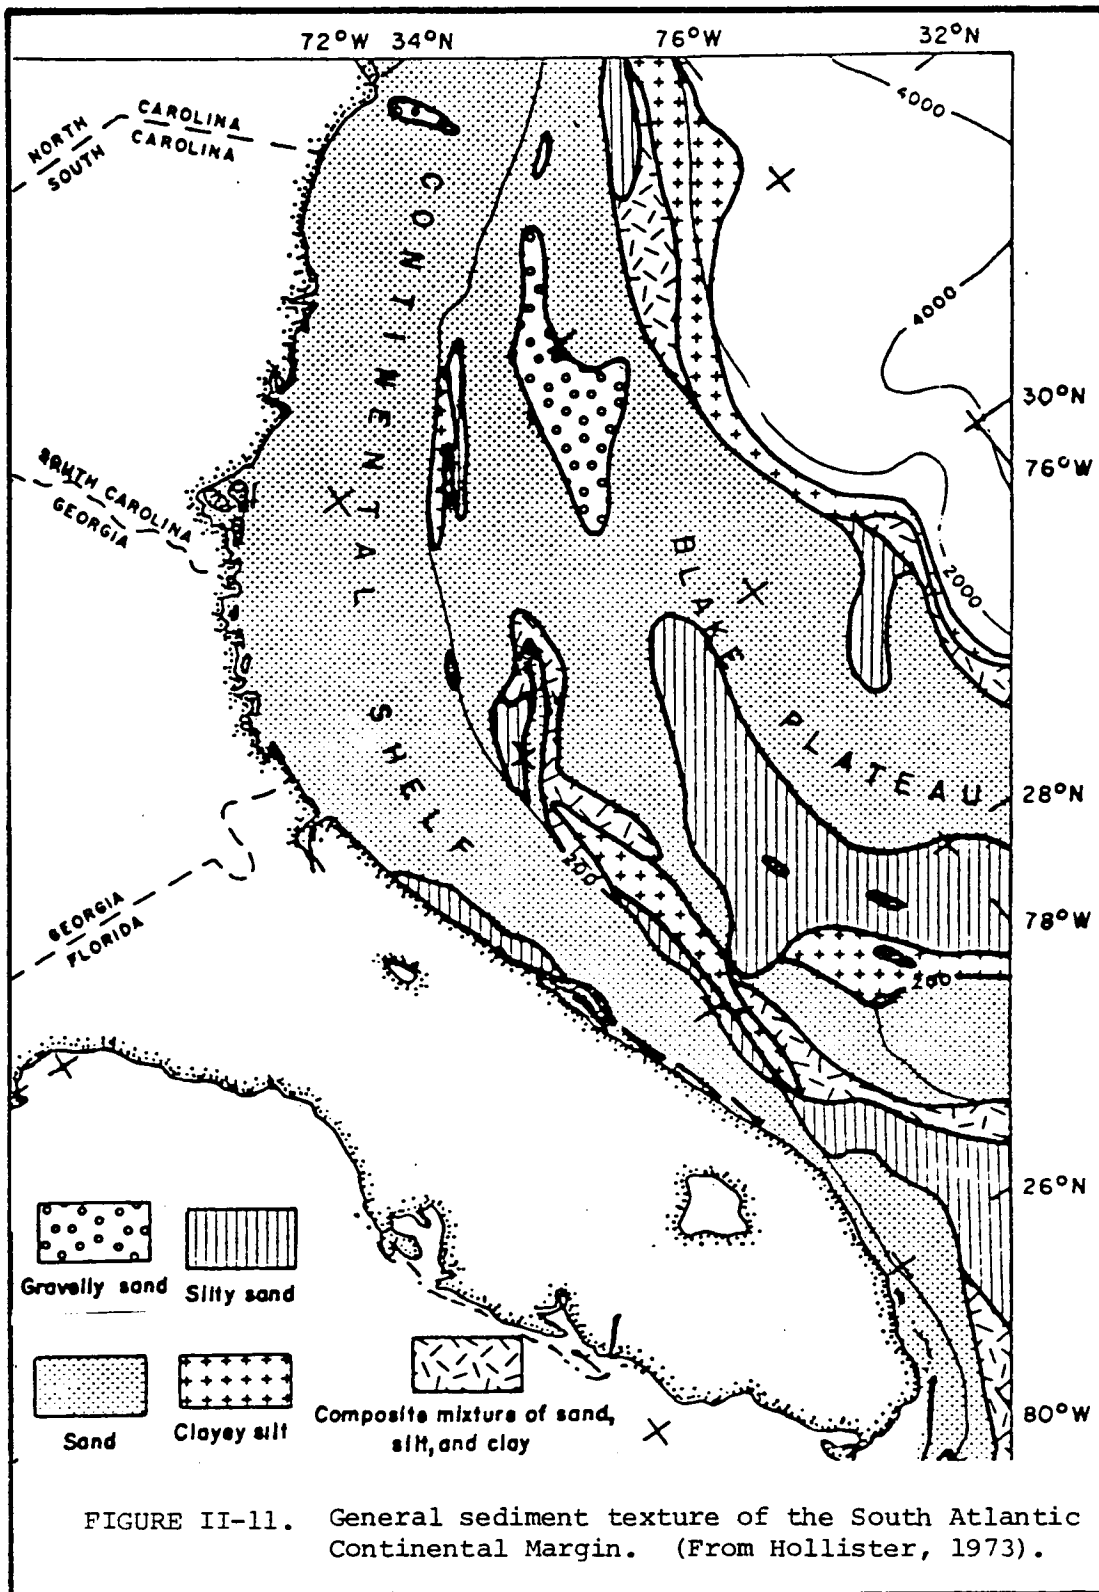 72°W 34°N 76°W 32°N
4000
NORTH CAROLINA
SOUTH CAROLINA
4000
CONTINENTAL SHELF
30°N
76°W
SOUTH CAROLINA
GEORGIA
BLAKE PLATEAU
2000
28°N
200
GEORGIA
FLORIDA
78°W
200
26°N
Gravelly sand
Silty sand
Sand
Clayey silt
Composite mixture of sand,
silt, and clay
80°W
FIGURE II-11. General sediment texture of the South Atlantic
Continental Margin. (From Hollister, 1973).